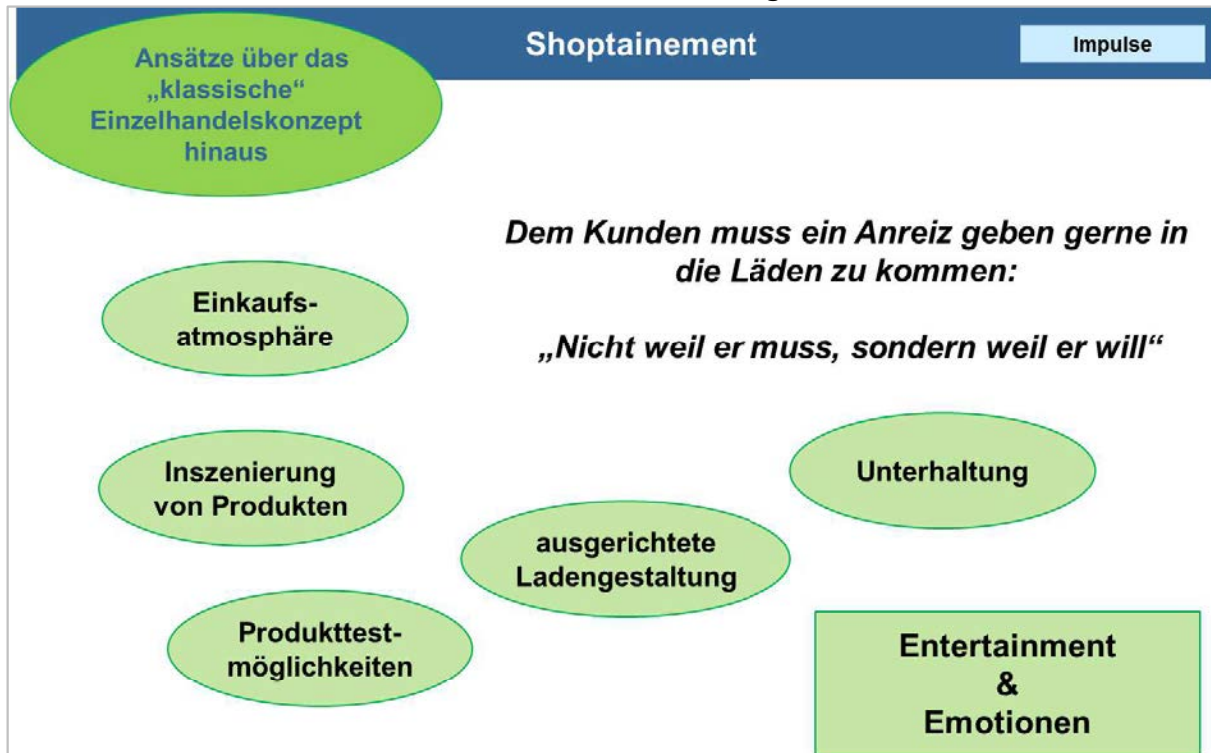 Ansätze über das
„klassische“
Einzelhandelskonzept
hinaus
Shoptainement
Impulse
Dem Kunden muss ein Anreiz geben gerne in
die Läden zu kommen:
„Nicht weil er muss, sondern weil er will“
Einkaufs-
atmosphäre
Inszenierung
von Produkten
Unterhaltung
ausgerichtete
Ladengestaltung
Produkttest-
möglichkeiten
Entertainment
&
Emotionen